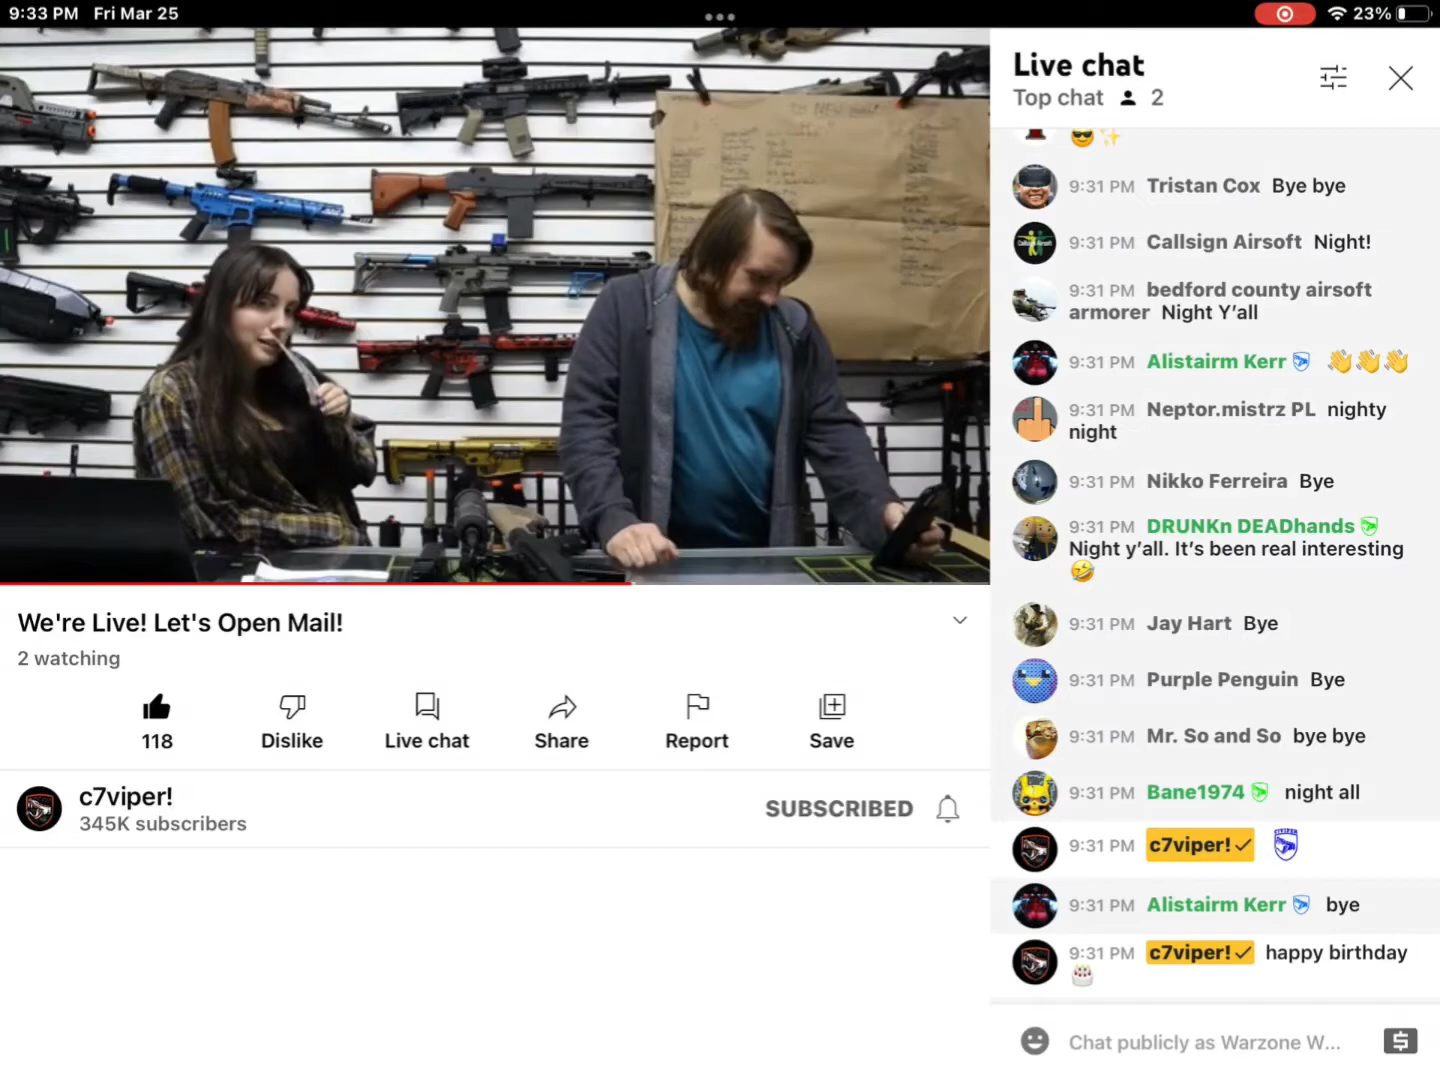 9:33 PM Fri Mar 25
23%
Live chat
Top chat 2
9:31 PM Tristan Cox Bye bye
9:31 PM Callsign Airsoft Night!
9:31 PM bedford county airsoft
armorer Night Y'all
9:31 PM Alistairm Kerr 👋👋👋
9:31 PM Neptor.mistrz PL nighty
night
9:31 PM Nikko Ferreira Bye
9:31 PM DRUNKn DEADhands
Night y'all. It's been real interesting
🤣
9:31 PM Jay Hart Bye
9:31 PM Purple Penguin Bye
9:31 PM Mr. So and So bye bye
9:31 PM Bane1974 night all
9:31 PM c7viper!
9:31 PM Alistairm Kerr bye
9:31 PM c7viper! happy birthday
🎂
Chat publicly as Warzone W...
We're Live! Let's Open Mail!
2 watching
118
Dislike
Live chat
Share
Report
Save
c7viper!
345K subscribers
SUBSCRIBED